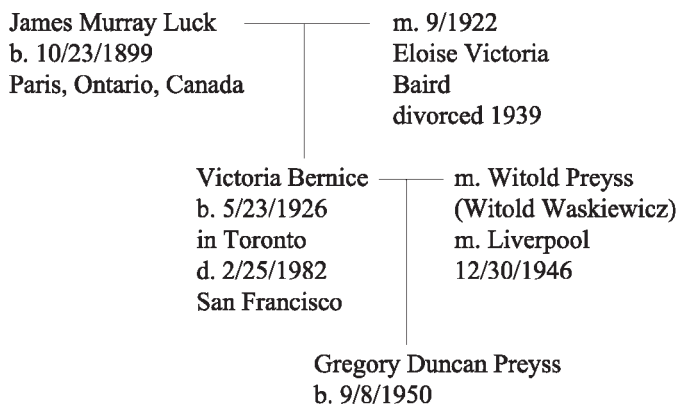 James Murray Luck
b. 10/23/1899
Paris, Ontario, Canada
m. 9/1922
Eloise Victoria
Baird
divorced 1939
Victoria Bernice
b. 5/23/1926
in Toronto
d. 2/25/1982
San Francisco
m. Witold Preyss
(Witold Waskiewicz)
m. Liverpool
12/30/1946
Gregory Duncan Preyss
b. 9/8/1950